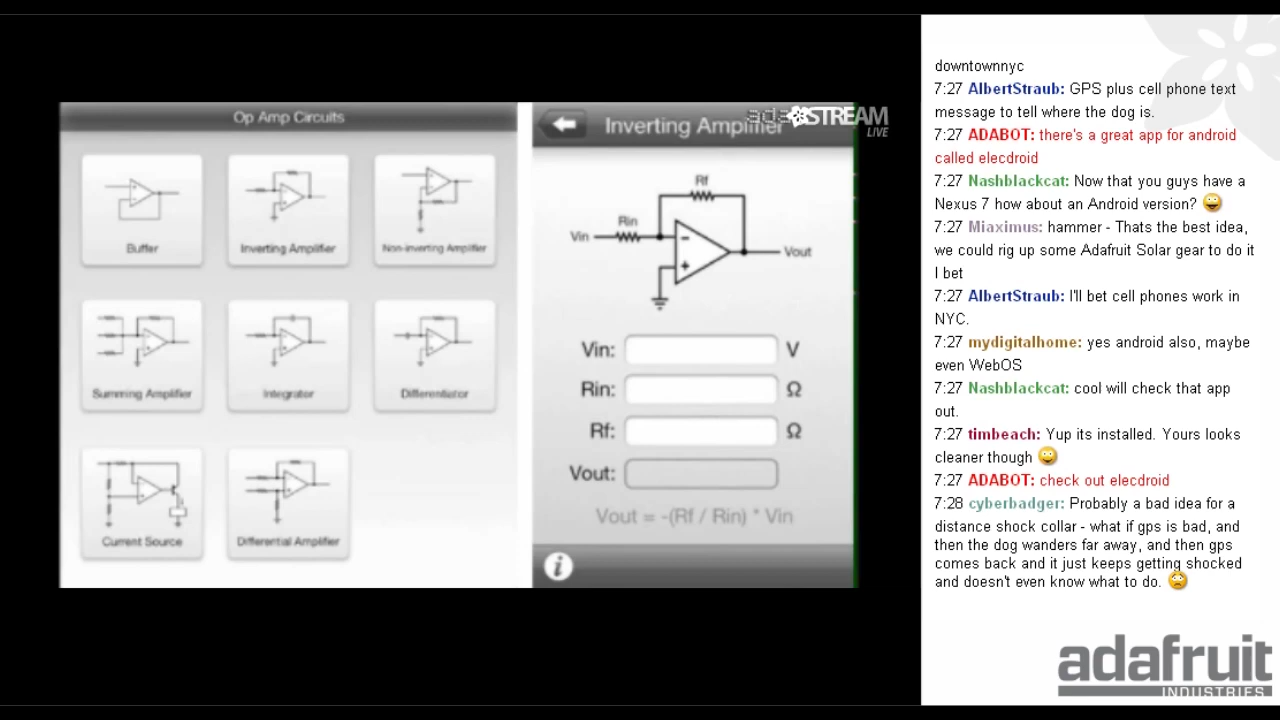 Op Amp Circuits
Buffer
Inverting Amplifier
Non-inverting Amplifier
Summing Amplifier
Integrator
Differentiator
Current Source
Differential Amplifier
Inverting Amplifier
adafruit STREAM
LIVE
Rf
Rin
Vin
Vout
Vin: V
Rin: Ω
Rf: Ω
Vout:
Vout = -(Rf / Rin) * Vin
i
downtownnyc
7:27 AlbertStraub: GPS plus cell phone text
message to tell where the dog is.
7:27 ADABOT: there's a great app for android
called elecdroid
7:27 Nashblackcat: Now that you guys have a
Nexus 7 how about an Android version?
7:27 Miaximus: hammer - Thats the best idea,
we could rig up some Adafruit Solar gear to do it
I bet
7:27 AlbertStraub: I'll bet cell phones work in
NYC.
7:27 mydigitalhome: yes android also, maybe
even WebOS
7:27 Nashblackcat: cool will check that app
out.
7:27 timbeach: Yup its installed. Yours looks
cleaner though
7:27 ADABOT: check out elecdroid
7:28 cyberbadger: Probably a bad idea for a
distance shock collar - what if gps is bad, and
then the dog wanders far away, and then gps
comes back and it just keeps getting shocked
and doesn't even know what to do.
adafruit
INDUSTRIES